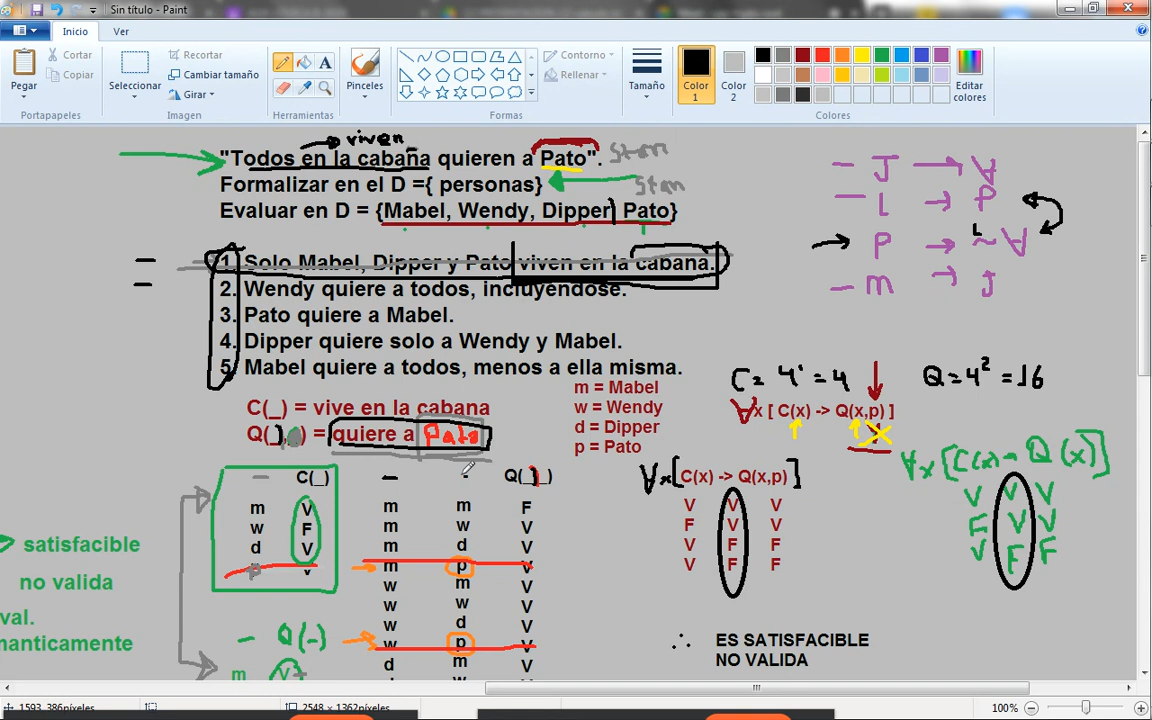 Sin título - Paint
Inicio
Ver
Pegar
Cortar
Copiar
Portapapeles
Seleccionar
Recortar
Cambiar tamaño
Girar
Imagen
A
Herramientas
Pinceles
Contorno
Rellenar
Formas
Tamaño
Color 1
Color 2
Editar colores
Colores
viven
"Todos en la cabaña quieren a Pato". Stan
Formalizar en el D ={ personas} Stan
Evaluar en D = {Mabel, Wendy, Dipper) Pato}
1. Solo Mabel, Dipper y Pato viven en la cabana.
2. Wendy quiere a todos, incluyéndose.
3. Pato quiere a Mabel.
4. Dipper quiere solo a Wendy y Mabel.
5. Mabel quiere a todos, menos a ella misma.
– J → ∀
– L → P
P → ~ ∀
– m → J
C(_) = vive en la cabana
Q(_), ) = quiere a Pato
m = Mabel
w = Wendy
d = Dipper
p = Pato
C = 4¹ = 4
Q = 4² = 16
∀x [ C(x) -> Q(x,p) ]
– C(_)
m V
w F
d V
p V
– - Q(_)_)
m m F
m w V
m d V
m p V
w m V
w w V
w d V
w p V
d m V
∀x[C(x) -> Q(x,p)]
V V V
F V V
V F F
V F F
∀x[C(x) → Q(x)]
V V V
F V V
V F F
satisfacible
no valida
val.
manticamente
– Q(-)
m V
∴ ES SATISFACIBLE
NO VALIDA
1593, 386píxeles
2548 × 1362píxeles
100%